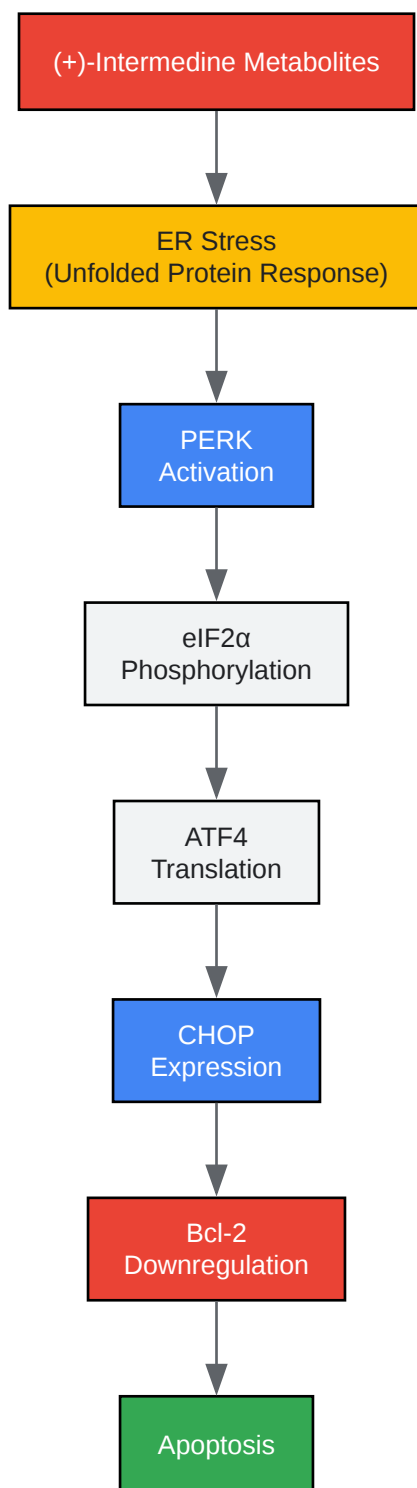 (+)-Intermedine Metabolites
ER Stress
(Unfolded Protein Response)
PERK
Activation
eIF2α
Phosphorylation
ATF4
Translation
CHOP
Expression
Bcl-2
Downregulation
Apoptosis